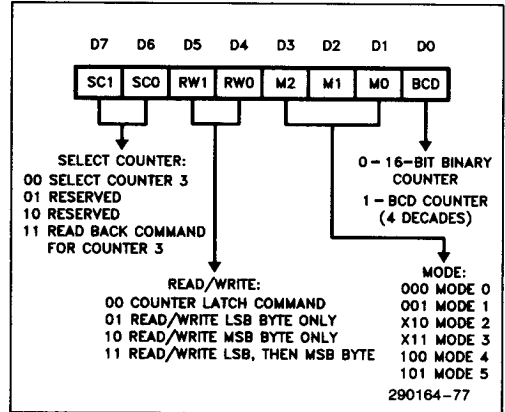 D7 D6 D5 D4 D3 D2 D1 D0
SC1 SC0 RW1 RW0 M2 M1 M0 BCD
SELECT COUNTER:
00 SELECT COUNTER 3
01 RESERVED
10 RESERVED
11 READ BACK COMMAND
FOR COUNTER 3
0 – 16-BIT BINARY
COUNTER
1 – BCD COUNTER
(4 DECADES)
READ/WRITE:
00 COUNTER LATCH COMMAND
01 READ/WRITE LSB BYTE ONLY
10 READ/WRITE MSB BYTE ONLY
11 READ/WRITE LSB, THEN MSB BYTE
MODE:
000 MODE 0
001 MODE 1
X10 MODE 2
X11 MODE 3
100 MODE 4
101 MODE 5
290164-77